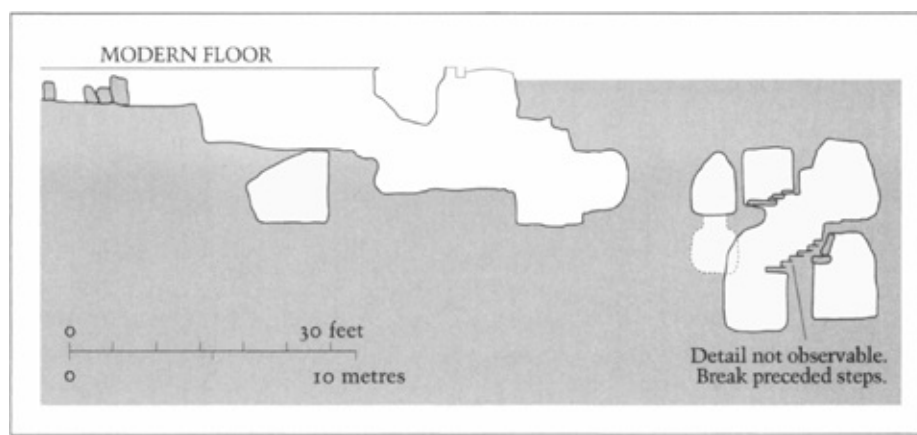 MODERN FLOOR
0 30 feet
0 10 metres
Detail not observable.
Break preceded steps.